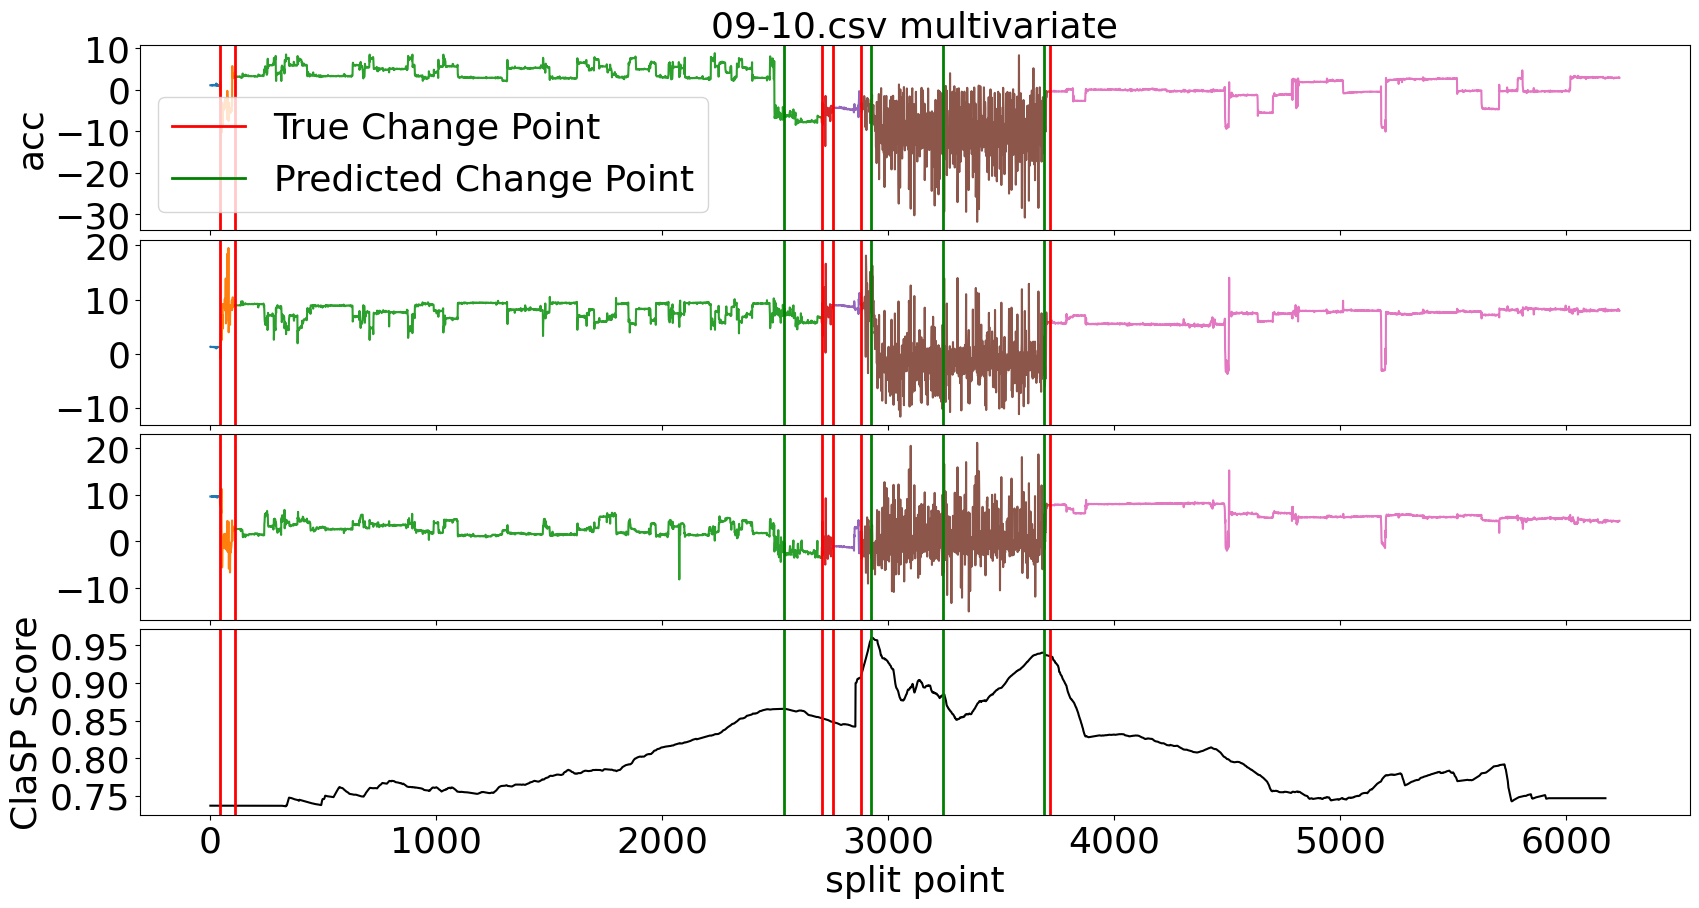 09-10.csv multivariate
10
0
−10
−20
−30
acc
True Change Point
Predicted Change Point
20
10
0
−10
20
10
0
−10
0.95
0.90
0.85
0.80
0.75
ClaSP Score
0 1000 2000 3000 4000 5000 6000
split point